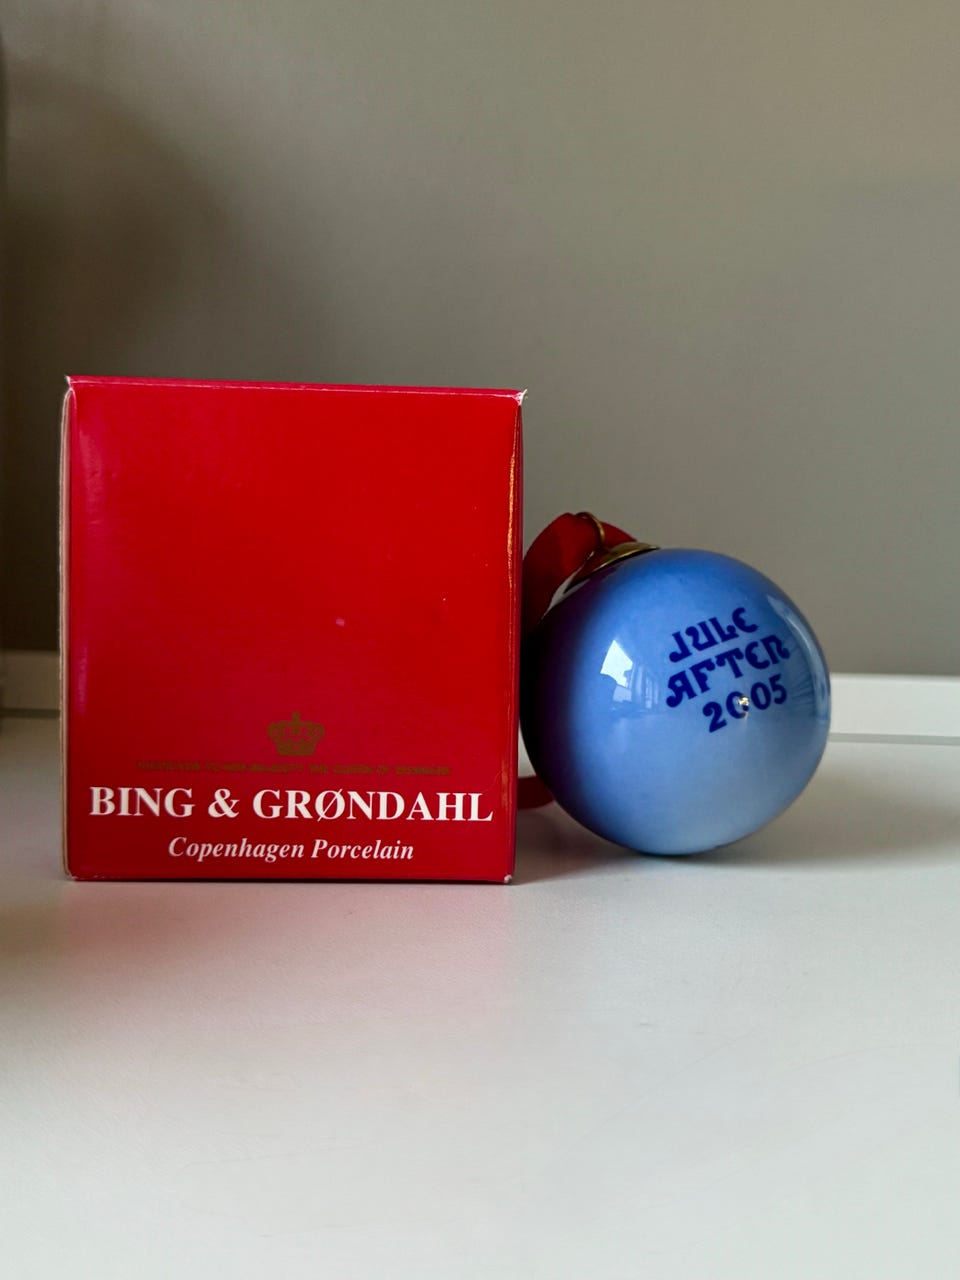 BING & GRØNDAHL
Copenhagen Porcelain
JULE
AFTEN
2005